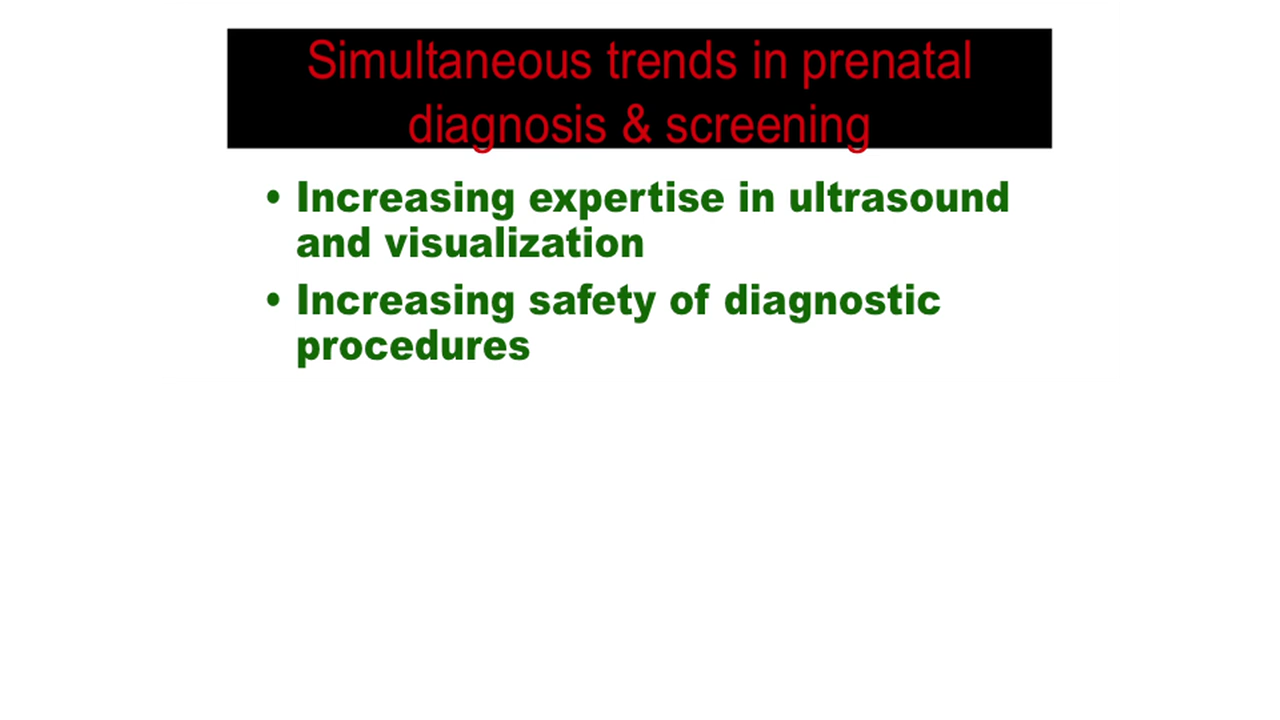 Simultaneous trends in prenatal
diagnosis & screening
• Increasing expertise in ultrasound
and visualization
• Increasing safety of diagnostic
procedures